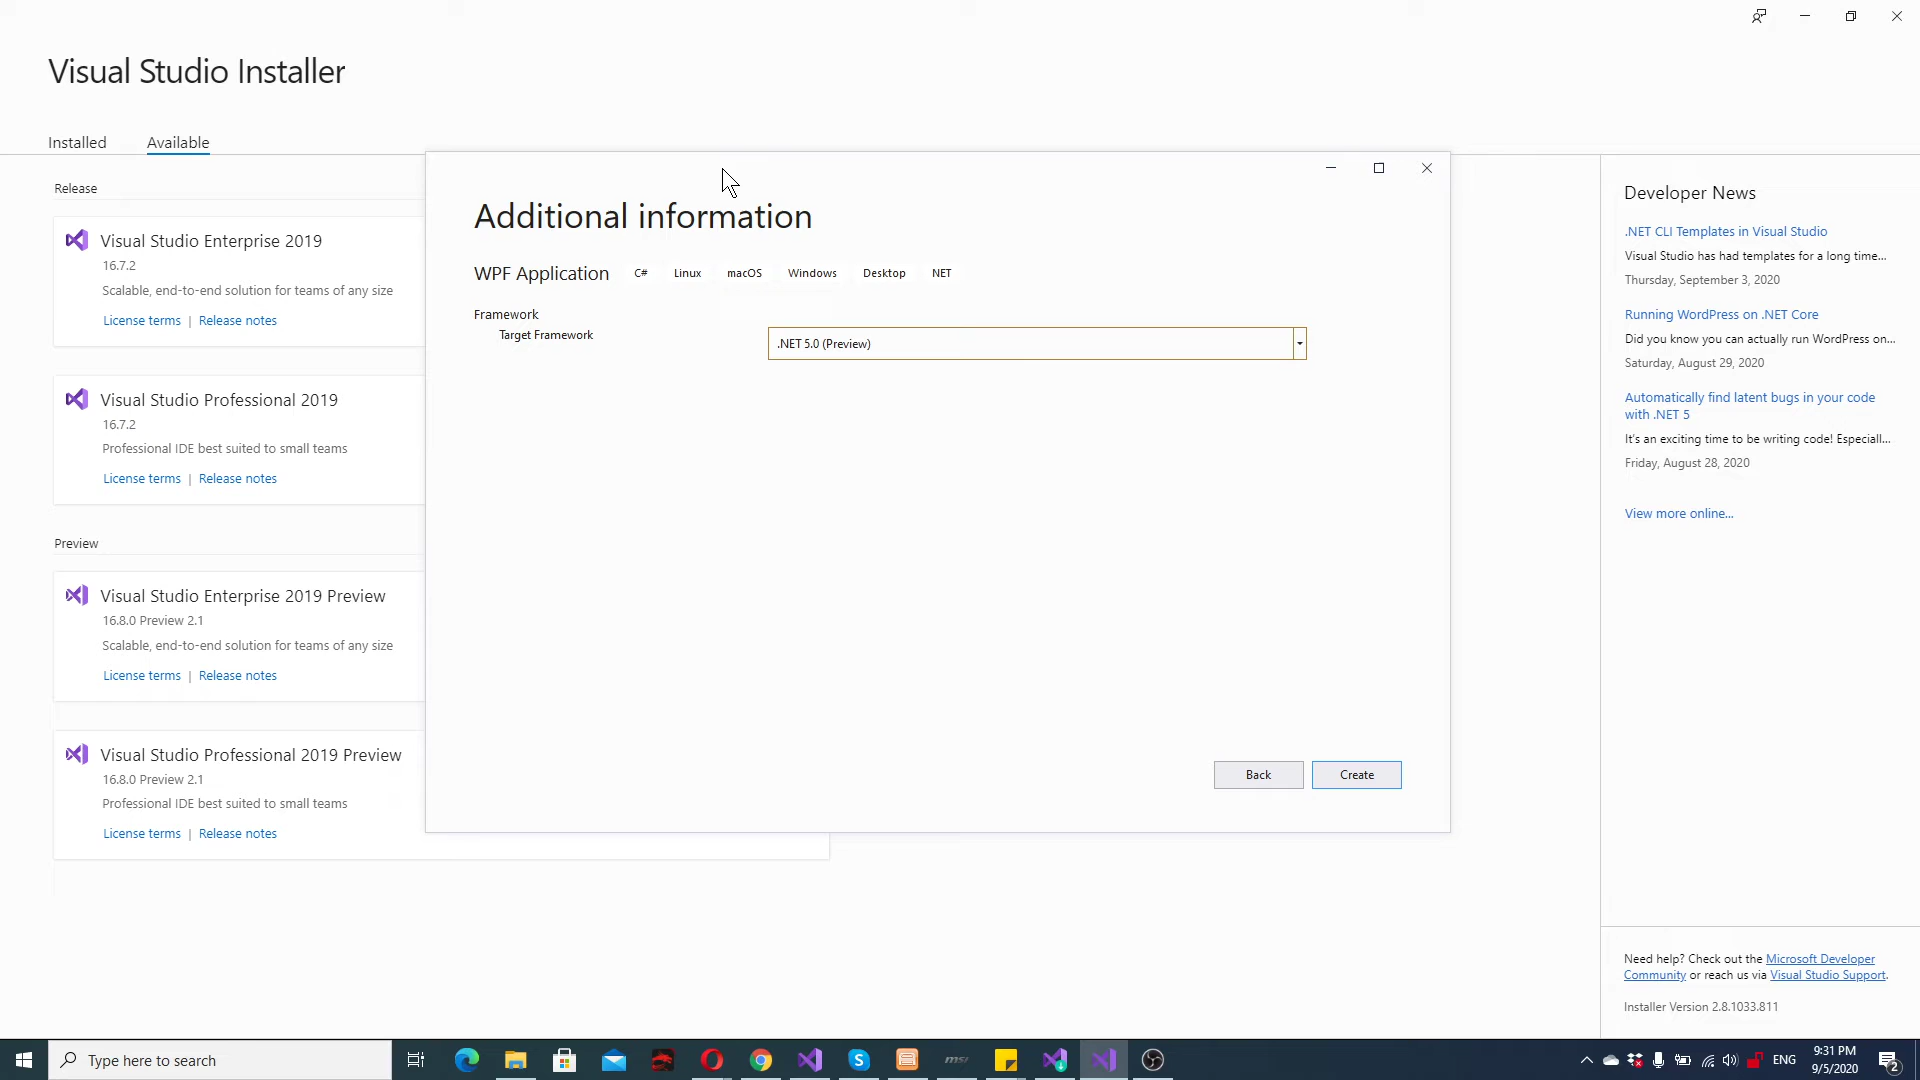 Visual Studio Installer
Installed
Available
Release
Visual Studio Enterprise 2019
16.7.2
Scalable, end-to-end solution for teams of any size
License terms | Release notes
Visual Studio Professional 2019
16.7.2
Professional IDE best suited to small teams
License terms | Release notes
Preview
Visual Studio Enterprise 2019 Preview
16.8.0 Preview 2.1
Scalable, end-to-end solution for teams of any size
License terms | Release notes
Visual Studio Professional 2019 Preview
16.8.0 Preview 2.1
Professional IDE best suited to small teams
License terms | Release notes
Additional information
WPF Application C# Linux macOS Windows Desktop NET
Framework
Target Framework
.NET 5.0 (Preview)
Back
Create
Developer News
.NET CLI Templates in Visual Studio
Visual Studio has had templates for a long time...
Thursday, September 3, 2020
Running WordPress on .NET Core
Did you know you can actually run WordPress on...
Saturday, August 29, 2020
Automatically find latent bugs in your code
with .NET 5
It's an exciting time to be writing code! Especiall...
Friday, August 28, 2020
View more online...
Need help? Check out the Microsoft Developer
Community or reach us via Visual Studio Support.
Installer Version 2.8.1033.811
Type here to search
msi
ENG
9:31 PM
9/5/2020
2